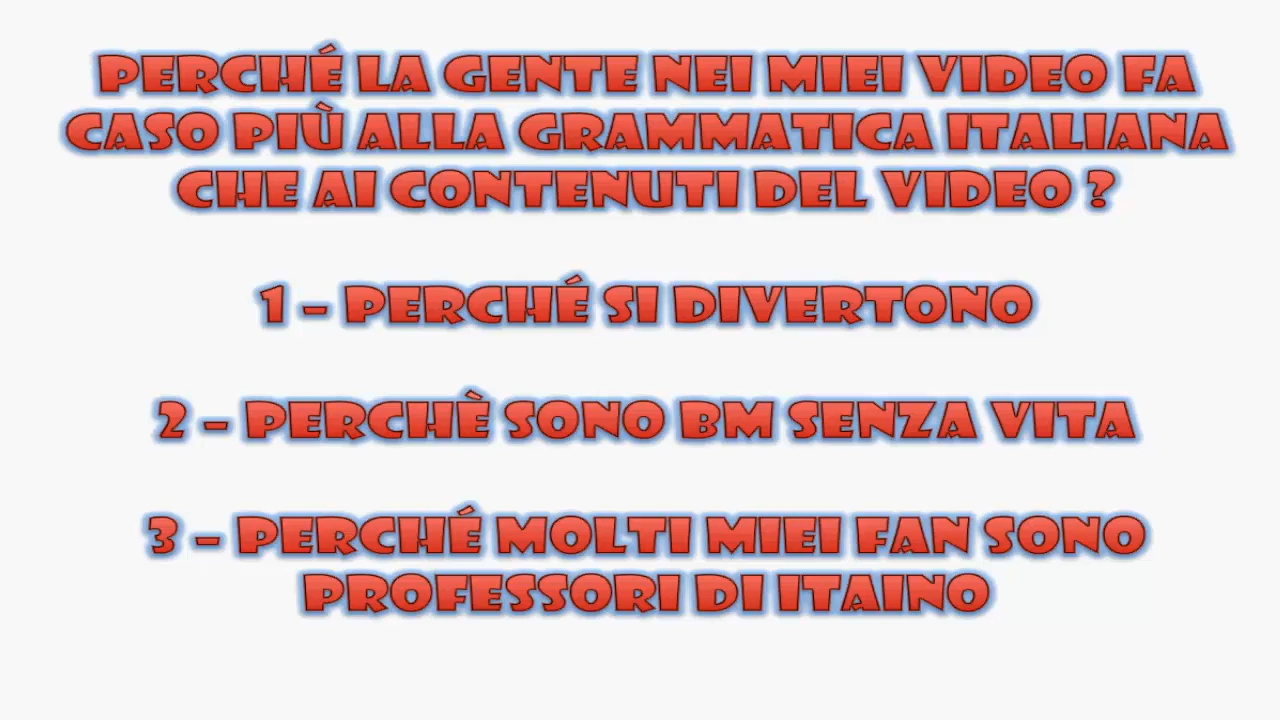 PERCHÉ LA GENTE NEI MIEI VIDEO FA
CASO PIÙ ALLA GRAMMATICA ITALIANA
CHE AI CONTENUTI DEL VIDEO ?
1 – PERCHÉ SI DIVERTONO
2 – PERCHÈ SONO BM SENZA VITA
3 – PERCHÉ MOLTI MIEI FAN SONO
PROFESSORI DI ITAINO